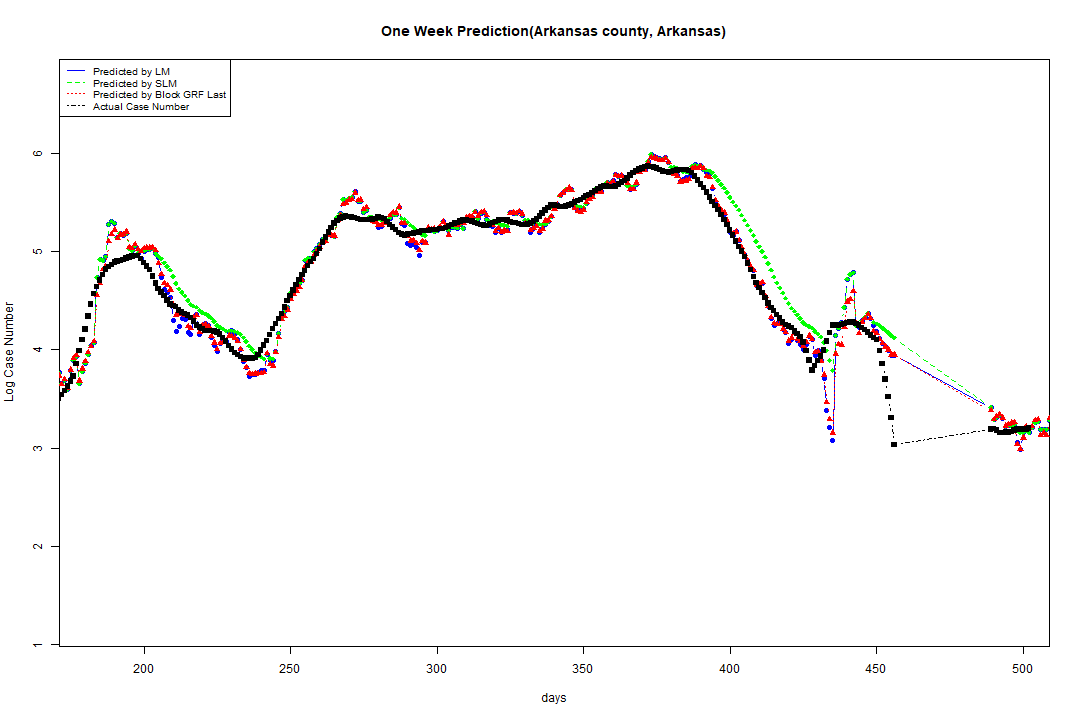 One Week Prediction(Arkansas county, Arkansas)
Predicted by LM
Predicted by SLM
Predicted by Block GRF Last
Actual Case Number
Log Case Number
6
5
4
3
2
1
200 250 300 350 400 450 500
days